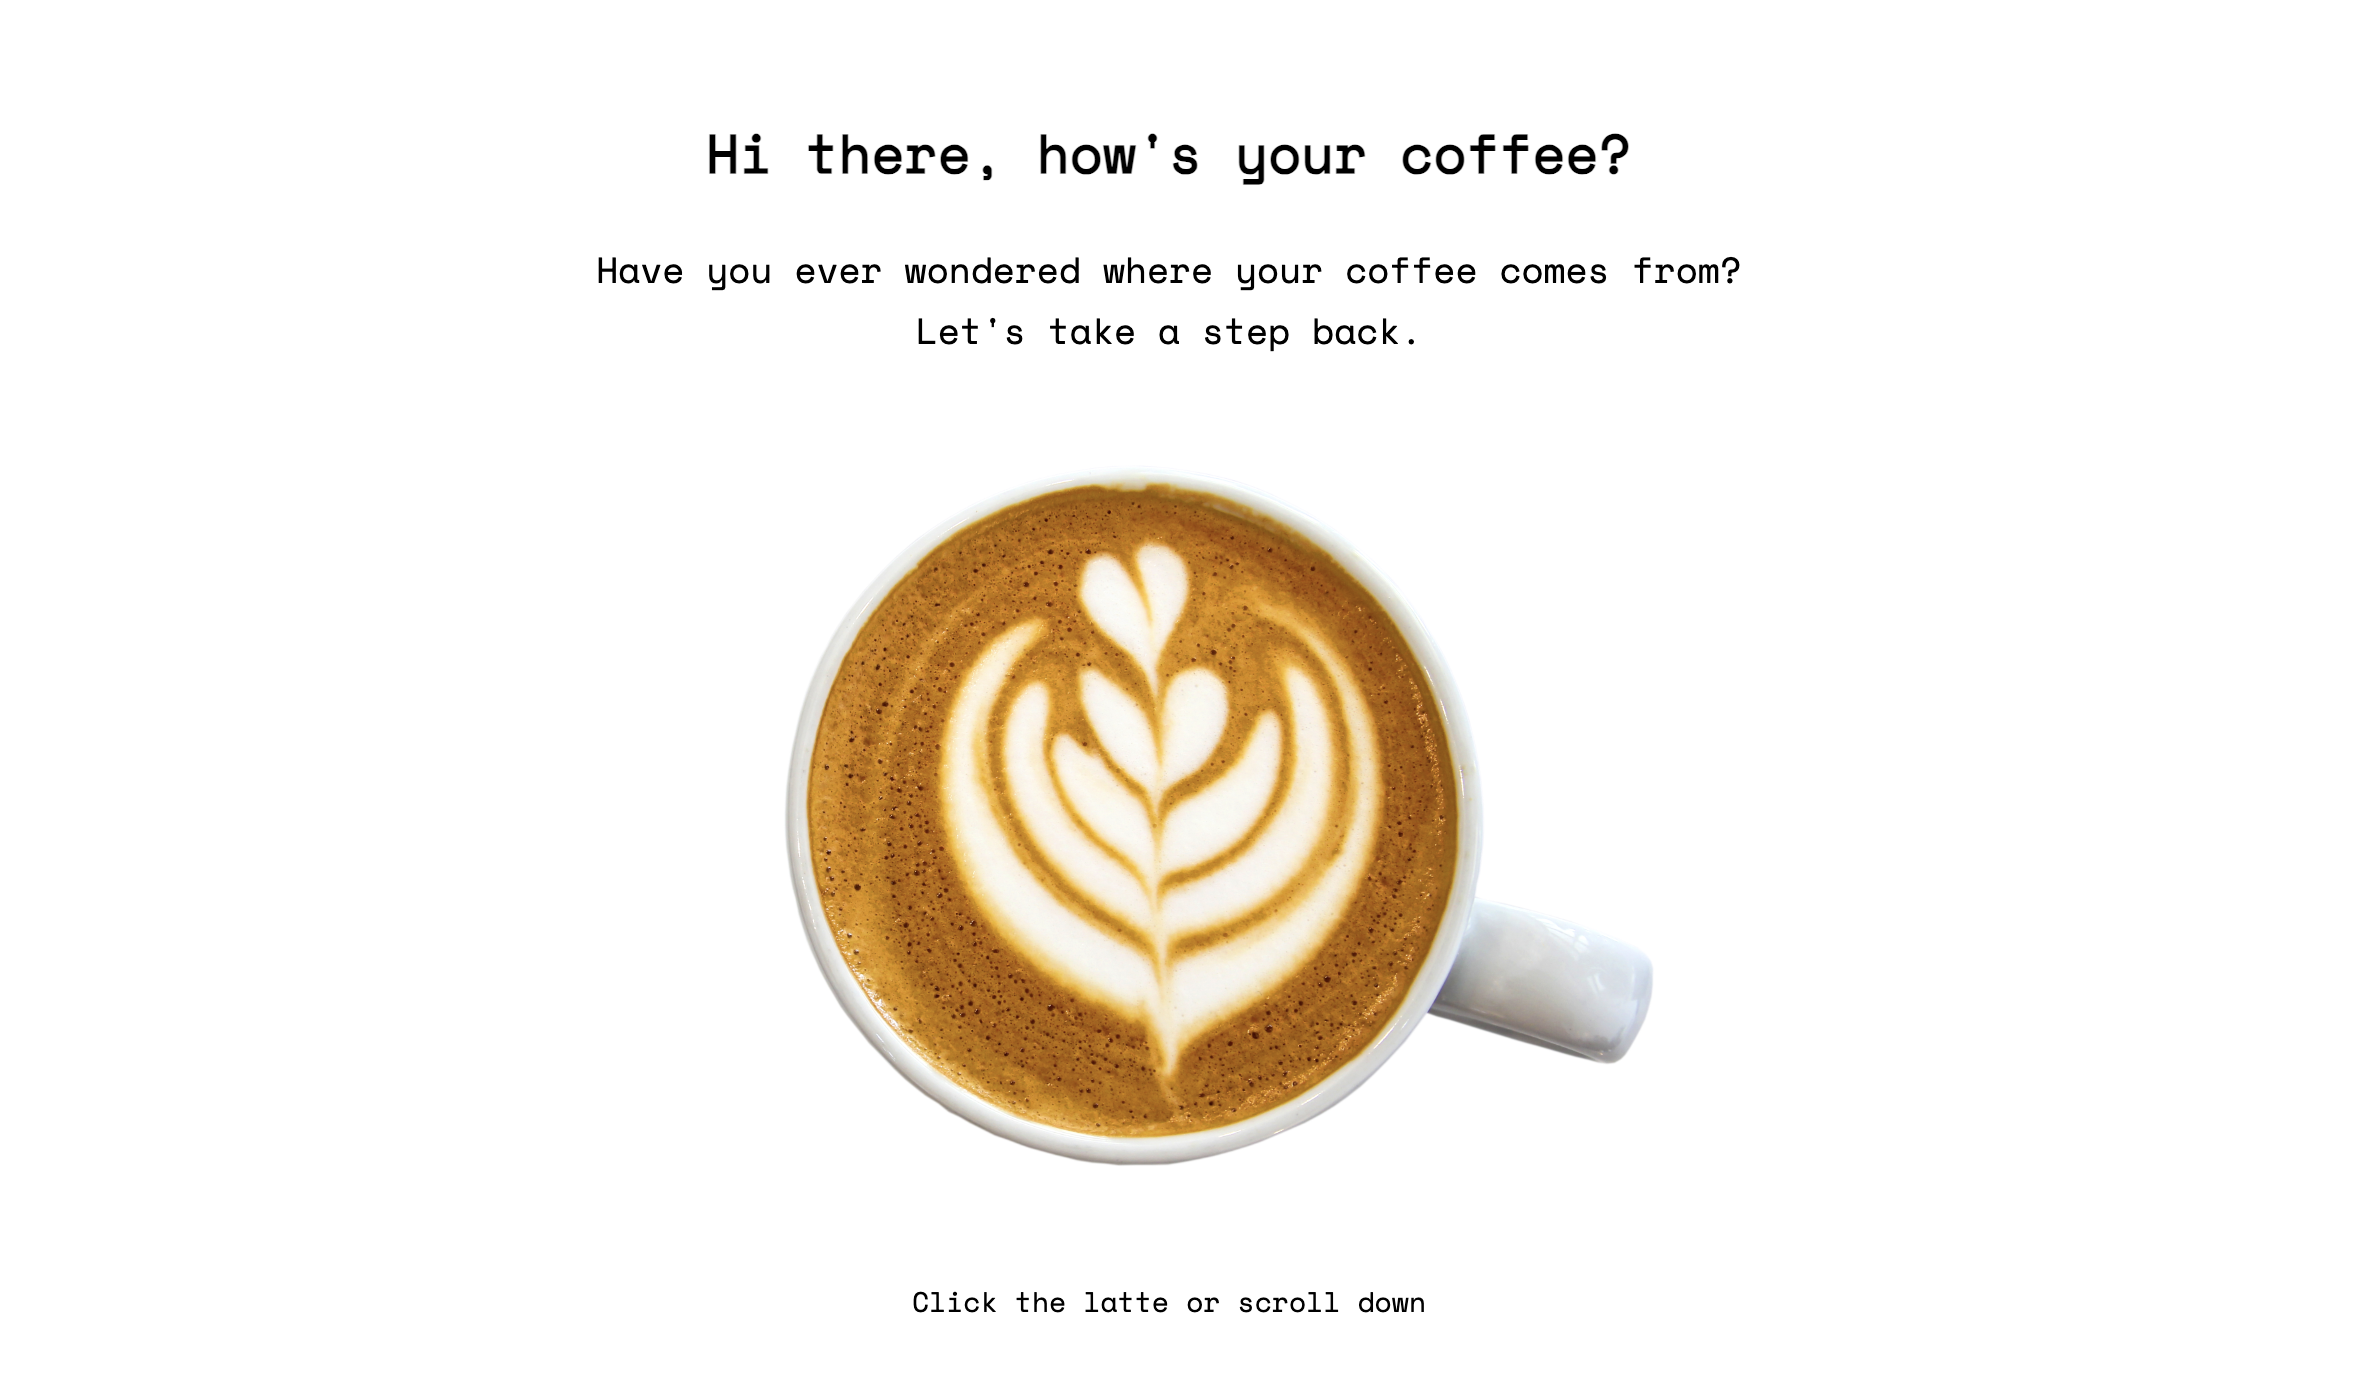 Hi there, how's your coffee?
Have you ever wondered where your coffee comes from?
Let's take a step back.
Click the latte or scroll down